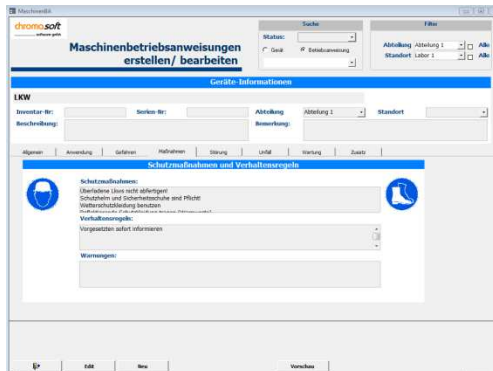 MaschinenBA
chromosoft
software gmbh
Maschinenbetriebsanweisungen
erstellen/ bearbeiten
Suche
Status:
Gerät
Betriebsanweisung
Filter
Abteilung Abteilung 1 Alle
Standort Labor 1 Alle
Geräte-Informationen
LKW
Inventar-Nr:
Serien-Nr:
Abteilung Abteilung 1
Standort
Beschreibung:
Bemerkung:
Allgemein
Anwendung
Gefahren
Maßnahmen
Störung
Unfall
Wartung
Zusatz
Schutzmaßnahmen und Verhaltensregeln
Schutzmaßnahmen:
Überladene Lkws nicht abfertigen!
Schutzhelm und Sicherheitsschuhe sind Pflicht!
Wetterschutzkleidung benutzen
Verhaltensregeln:
Vorgesetzten sofort informieren
Warnungen:
Edit
Neu
Vorschau